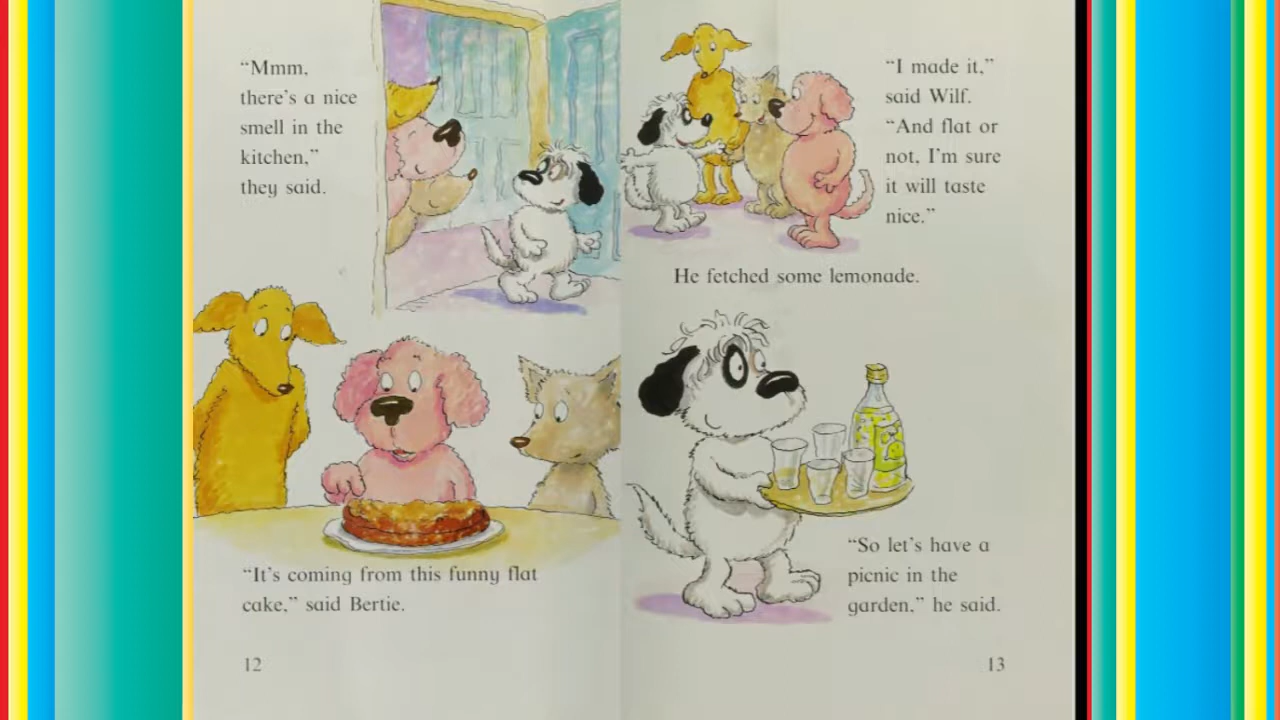 “Mmm,
there's a nice
smell in the
kitchen,”
they said.
“It's coming from this funny flat
cake,” said Bertie.
12
“I made it,”
said Wilf.
“And flat or
not, I'm sure
it will taste
nice.”
He fetched some lemonade.
“So let's have a
picnic in the
garden,” he said.
13